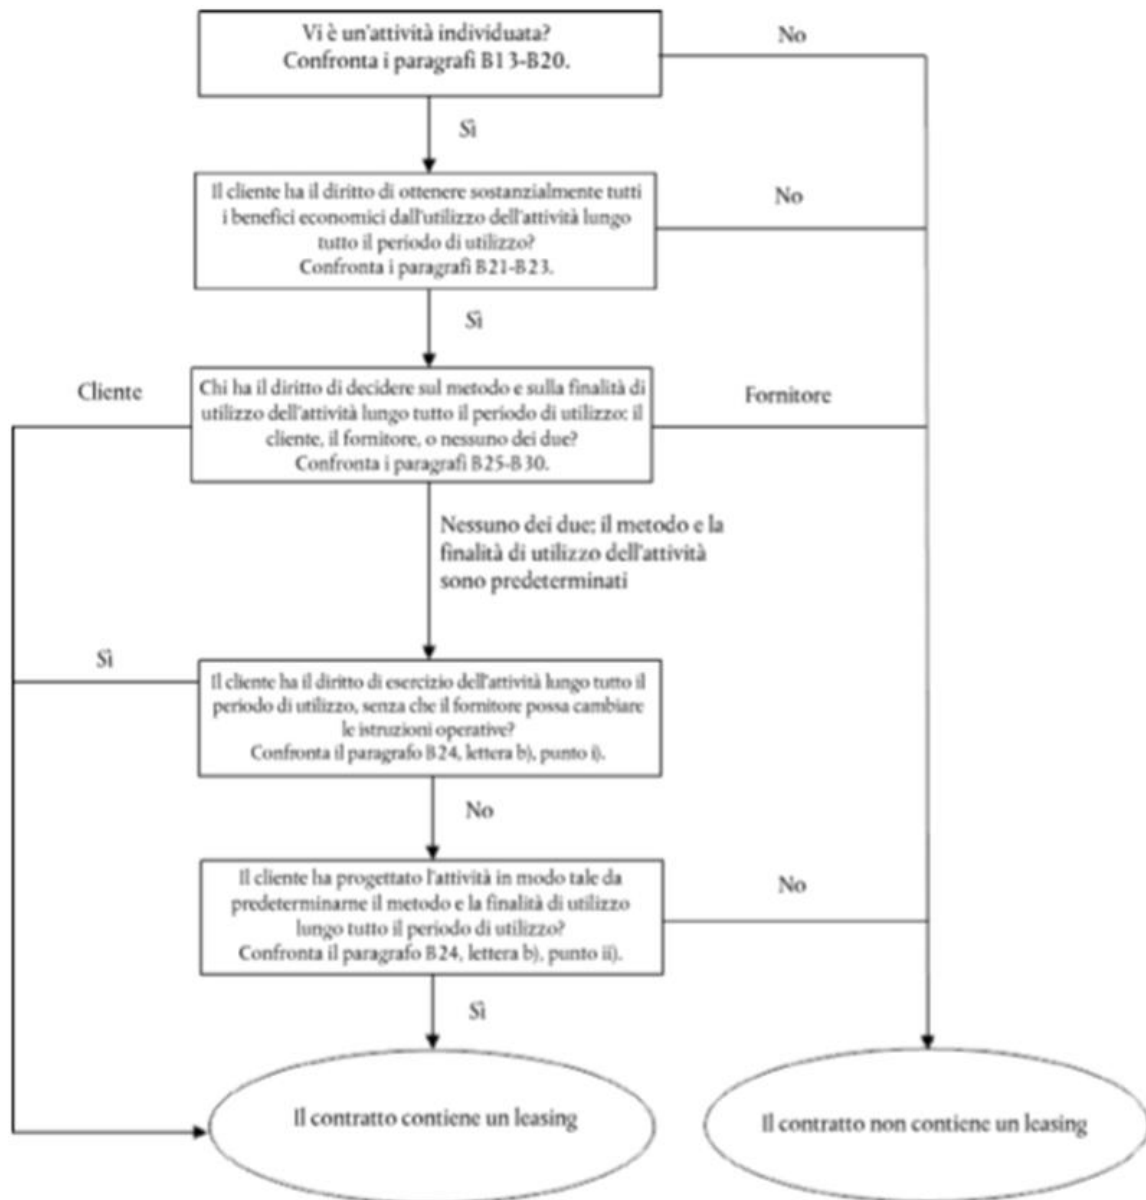 Vi è un'attività individuata?
Confronta i paragrafi B13-B20.
No
Sì
Il cliente ha il diritto di ottenere sostanzialmente tutti
i benefici economici dall'utilizzo dell'attività lungo
tutto il periodo di utilizzo?
Confronta i paragrafi B21-B23.
No
Sì
Cliente
Chi ha il diritto di decidere sul metodo e sulla finalità di
utilizzo dell'attività lungo tutto il periodo di utilizzo: il
cliente, il fornitore, o nessuno dei due?
Confronta i paragrafi B25-B30.
Fornitore
Nessuno dei due; il metodo e la
finalità di utilizzo dell'attività
sono predeterminati
Sì
Il cliente ha il diritto di esercizio dell'attività lungo tutto il
periodo di utilizzo, senza che il fornitore possa cambiare
le istruzioni operative?
Confronta il paragrafo B24, lettera b), punto i).
No
Il cliente ha progettato l'attività in modo tale da
predeterminarne il metodo e la finalità di utilizzo
lungo tutto il periodo di utilizzo?
Confronta il paragrafo B24, lettera b), punto ii).
No
Sì
Il contratto contiene un leasing
Il contratto non contiene un leasing